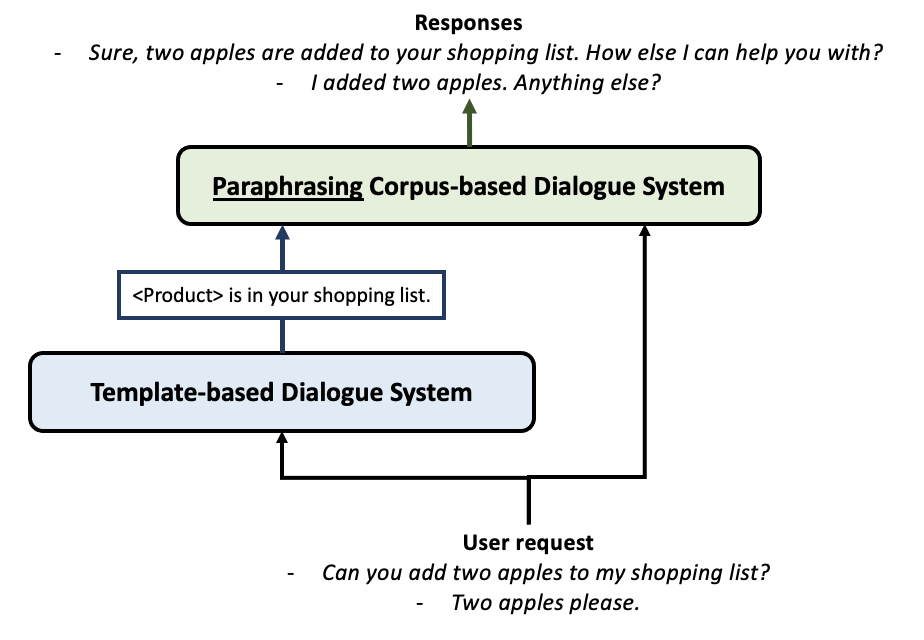 Responses
- Sure, two apples are added to your shopping list. How else I can help you with?
- I added two apples. Anything else?
Paraphrasing Corpus-based Dialogue System
<Product> is in your shopping list.
Template-based Dialogue System
User request
- Can you add two apples to my shopping list?
- Two apples please.